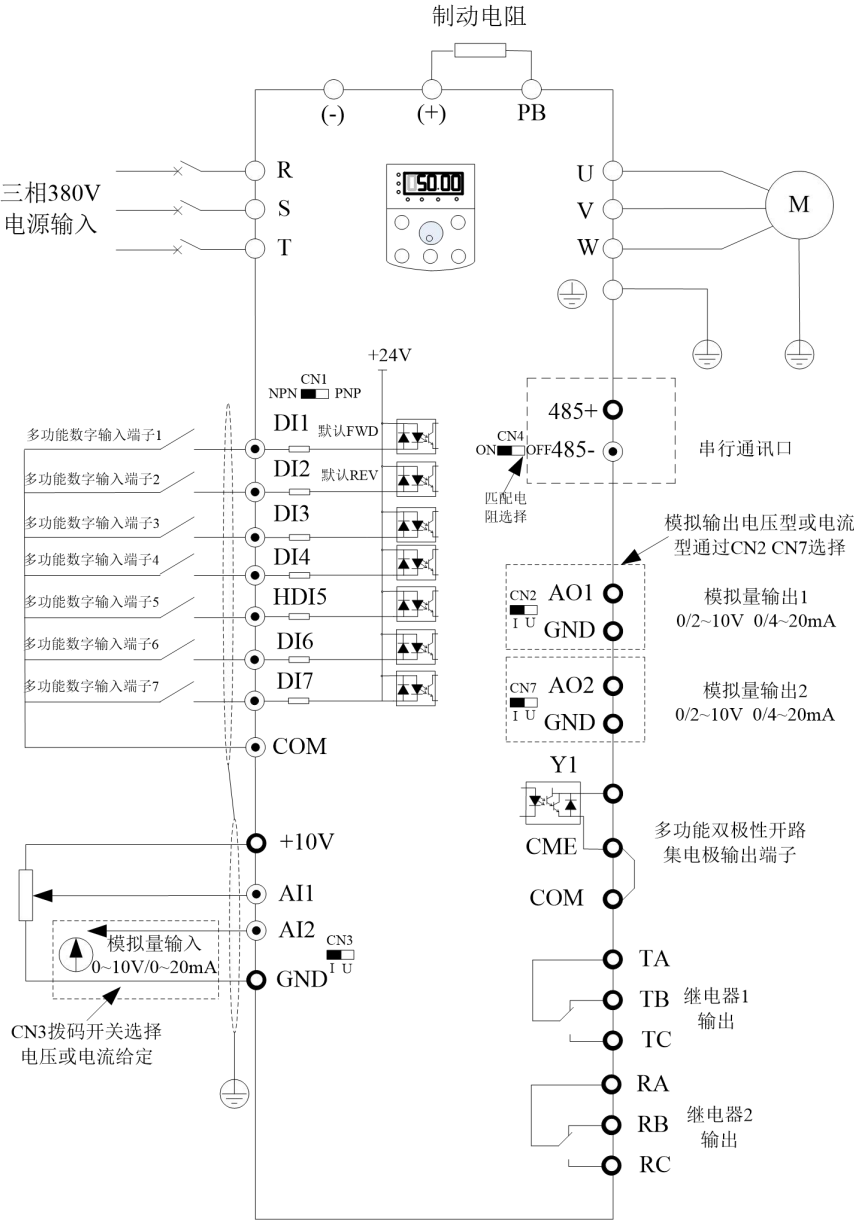 制动电阻
(-)
(+)
PB
三相380V
电源输入
R
S
T
50.00
U
V
W
M
+24V
CN1
NPN
PNP
DI1
默认FWD
多功能数字输入端子1
DI2
默认REV
多功能数字输入端子2
DI3
多功能数字输入端子3
DI4
多功能数字输入端子4
HDI5
多功能数字输入端子5
DI6
多功能数字输入端子6
DI7
多功能数字输入端子7
COM
485+
CN4
ON
OFF
485-
串行通讯口
匹配电
阻选择
模拟输出电压型或电流
型通过CN2 CN7选择
CN2
I U
AO1
GND
模拟量输出1
0/2~10V 0/4~20mA
CN7
I U
AO2
GND
模拟量输出2
0/2~10V 0/4~20mA
Y1
CME
COM
多功能双极性开路
集电极输出端子
+10V
AI1
AI2
CN3
I U
GND
模拟量输入
0~10V/0~20mA
CN3拨码开关选择
电压或电流给定
TA
TB
TC
继电器1
输出
RA
RB
RC
继电器2
输出